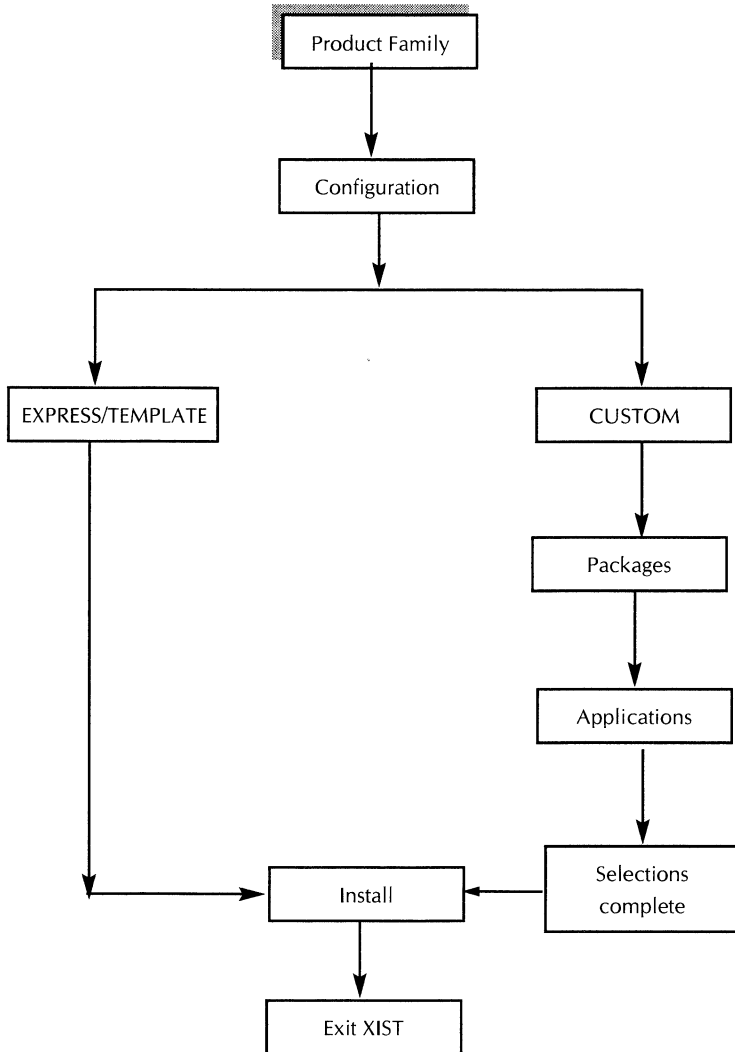 Product Family
Configuration
EXPRESS/TEMPLATE
CUSTOM
Packages
Applications
Selections
complete
Install
Exit XIST